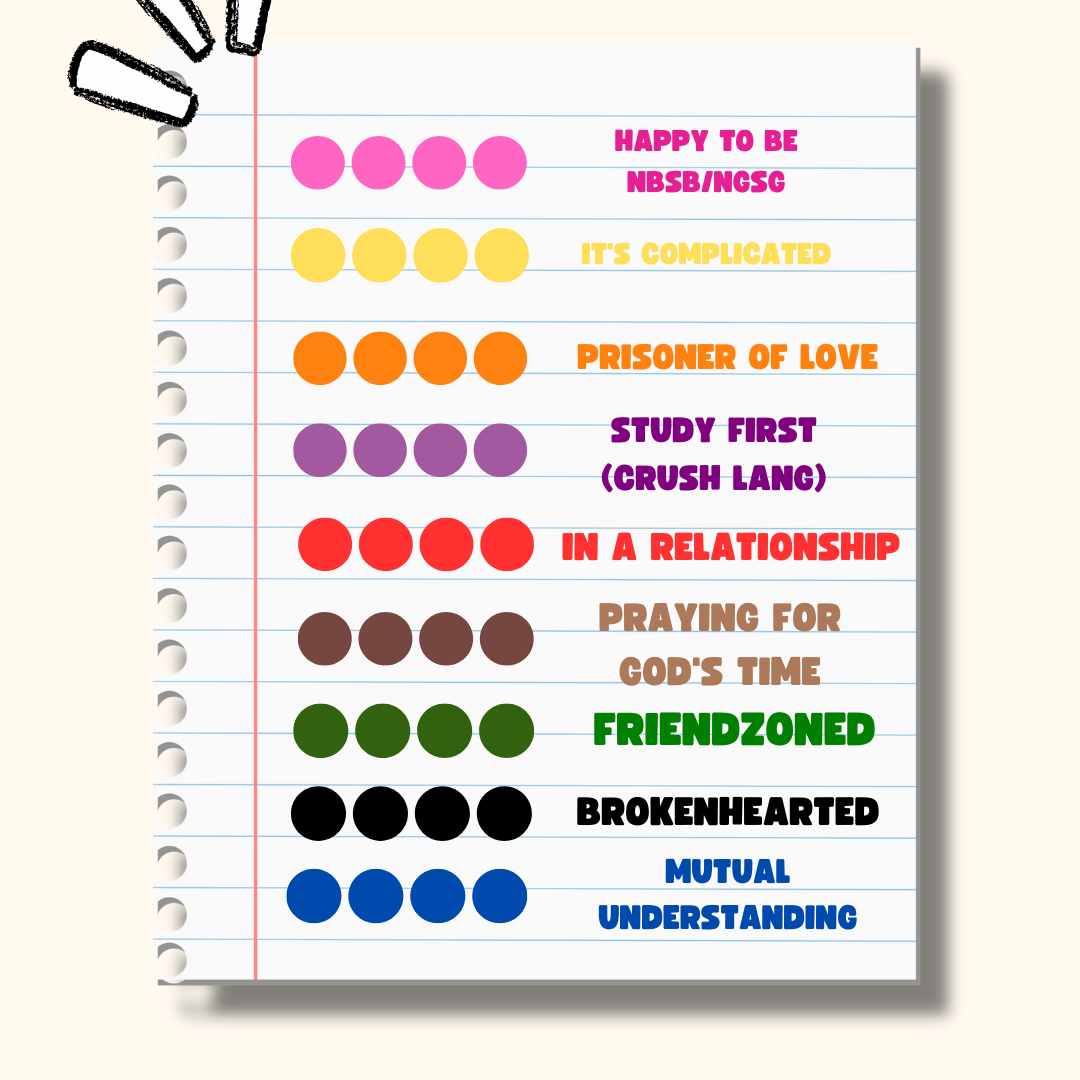 HAPPY TO BE
NBSB/NGSG
IT'S COMPLICATED
PRISONER OF LOVE
STUDY FIRST
(CRUSH LANG)
IN A RELATIONSHIP
PRAYING FOR
GOD'S TIME
FRIENDZONED
BROKENHEARTED
MUTUAL
UNDERSTANDING